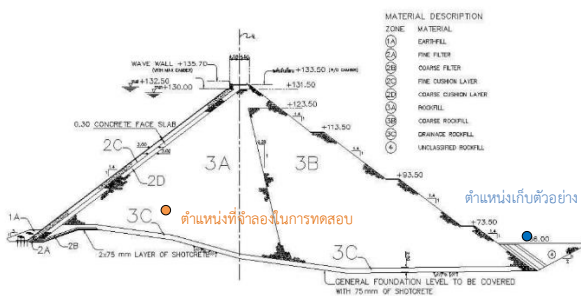 MATERIAL DESCRIPTION
ZONE MATERIAL
1A EARTHFILL
2A FINE FILTER
2B COARSE FILTER
2C FINE CUSHION LAYER
2D COARSE CUSHION LAYER
3A ROCKFILL
3B COARSE ROCKFILL
3C DRAINAGE ROCKFILL
4 UNCLASSIFIED ROCKFILL
WAVE WALL +135.70
+133.50
+132.50
+130.00
+131.50
+123.50
0.30 CONCRETE FACE SLAB
+113.50
2C
2D
3A
3B
+93.50
ตำแหน่งเก็บตัวอย่าง
3C
ตำแหน่งที่จำลองในการทดสอบ
+73.50
1A
2A
2B
2x75 mm LAYER OF SHOTCRETE
3C
4
GENERAL FOUNDATION LEVEL TO BE COVERED
WITH 75 mm OF SHOTCRETE